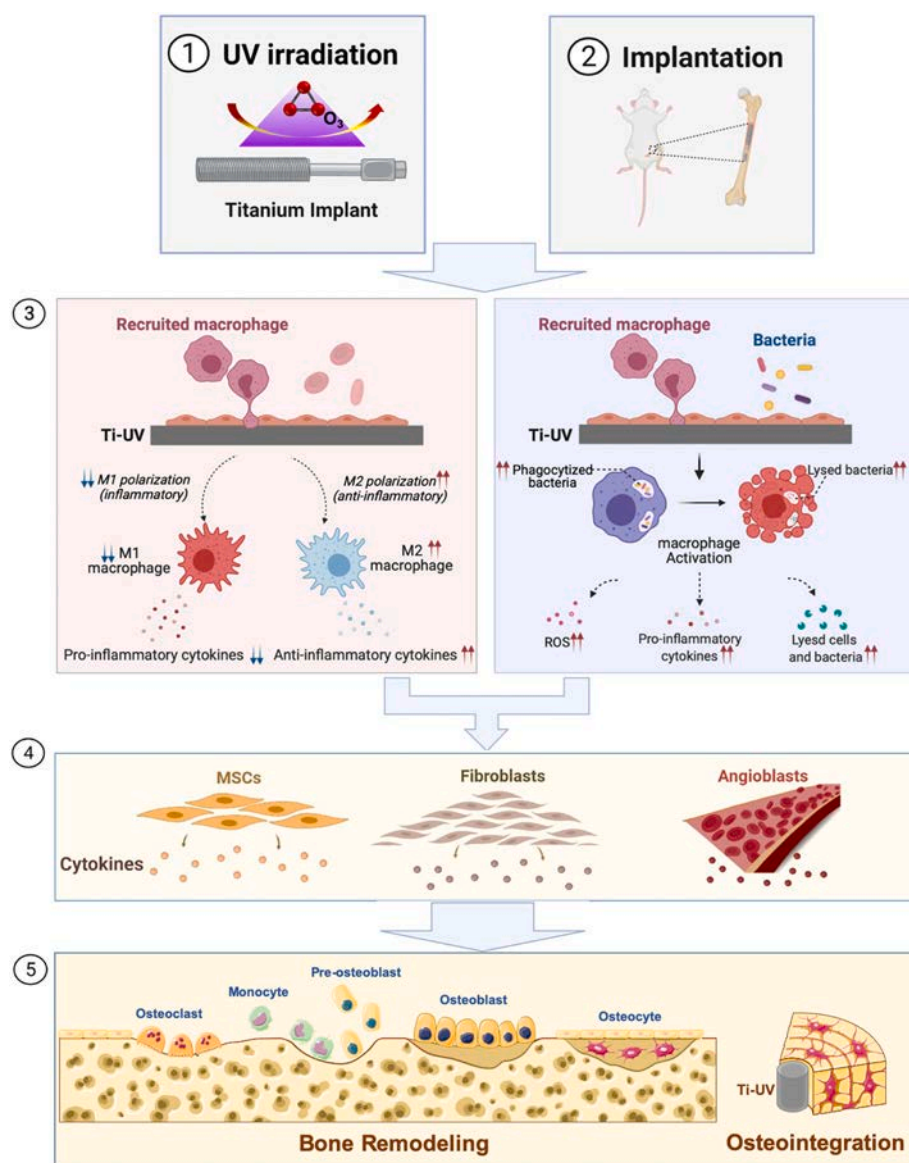 1 UV irradiation
O3
Titanium Implant
2 Implantation
3
Recruited macrophage
Ti-UV
M1 polarization
(inflammatory)
M2 polarization
(anti-inflammatory)
M1
macrophage
M2
macrophage
Pro-inflammatory cytokines
Anti-inflammatory cytokines
Recruited macrophage
Bacteria
Ti-UV
Phagocytized
bacteria
Lysed bacteria
macrophage
Activation
ROS
Pro-inflammatory
cytokines
Lyesd cells
and bacteria
4
MSCs
Fibroblasts
Angioblasts
Cytokines
5
Osteoclast
Monocyte
Pre-osteoblast
Osteoblast
Osteocyte
Ti-UV
Bone Remodeling
Osteointegration